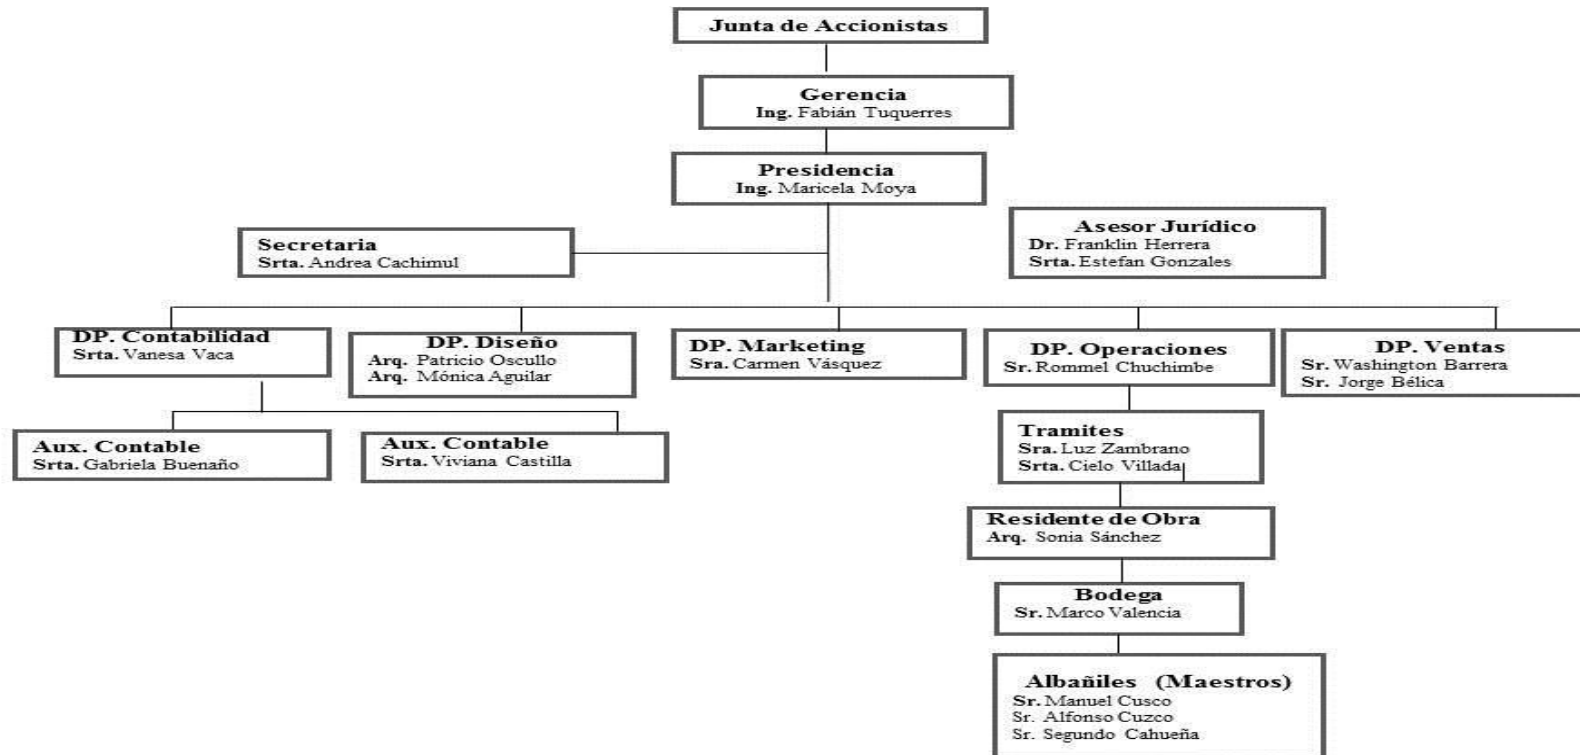 Junta de Accionistas
Gerencia
Ing. Fabián Tuquerres
Presidencia
Ing. Maricela Moya
Secretaria
Srta. Andrea Cachimul
Asesor Jurídico
Dr. Franklin Herrera
Srta. Estefan Gonzales
DP. Contabilidad
Srta. Vanesa Vaca
DP. Diseño
Arq. Patricio Oscullo
Arq. Mónica Aguilar
DP. Marketing
Sra. Carmen Vásquez
DP. Operaciones
Sr. Rommel Chuchimbe
DP. Ventas
Sr. Washington Barrera
Sr. Jorge Bélica
Aux. Contable
Srta. Gabriela Buenaño
Aux. Contable
Srta. Viviana Castilla
Tramites
Sra. Luz Zambrano
Srta. Cielo Villada
Residente de Obra
Arq. Sonia Sánchez
Bodega
Sr. Marco Valencia
Albañiles (Maestros)
Sr. Manuel Cusco
Sr. Alfonso Cuzco
Sr. Segundo Cahueña